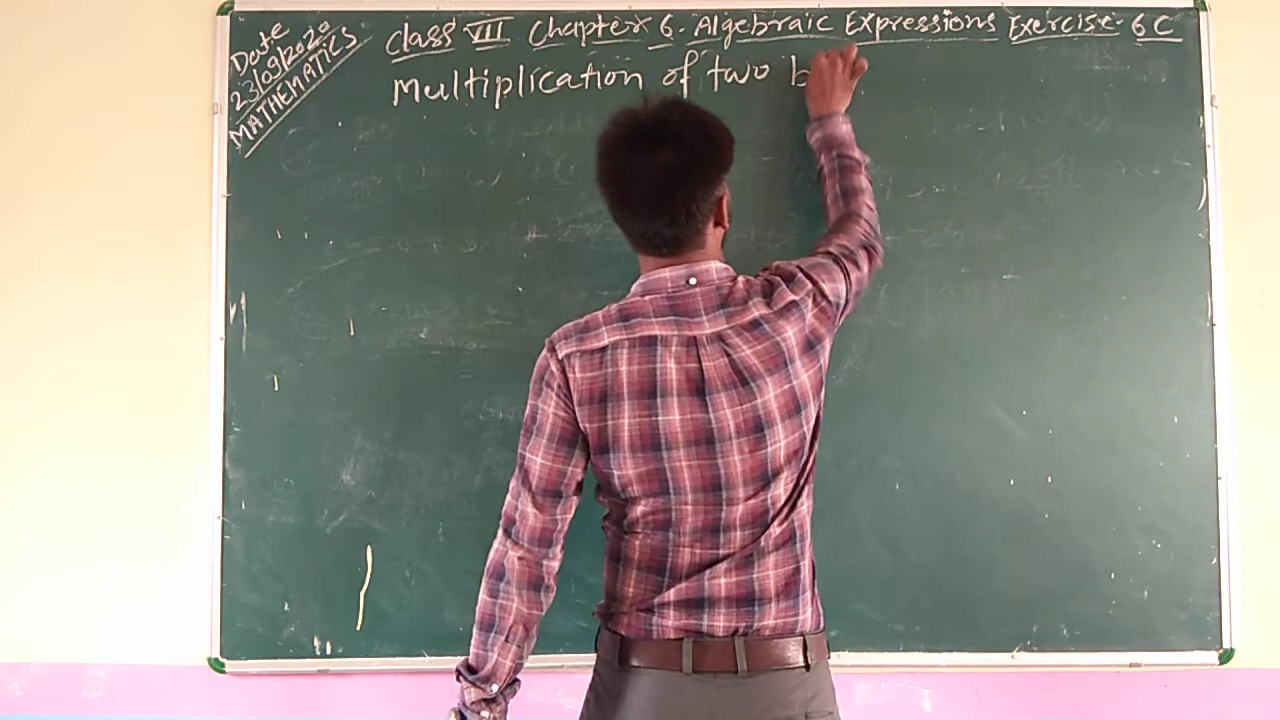 Date
23/09/2020
MATHEMATICS
Class VII Chapter 6. Algebraic Expressions Exercise- 6C
Multiplication of two b